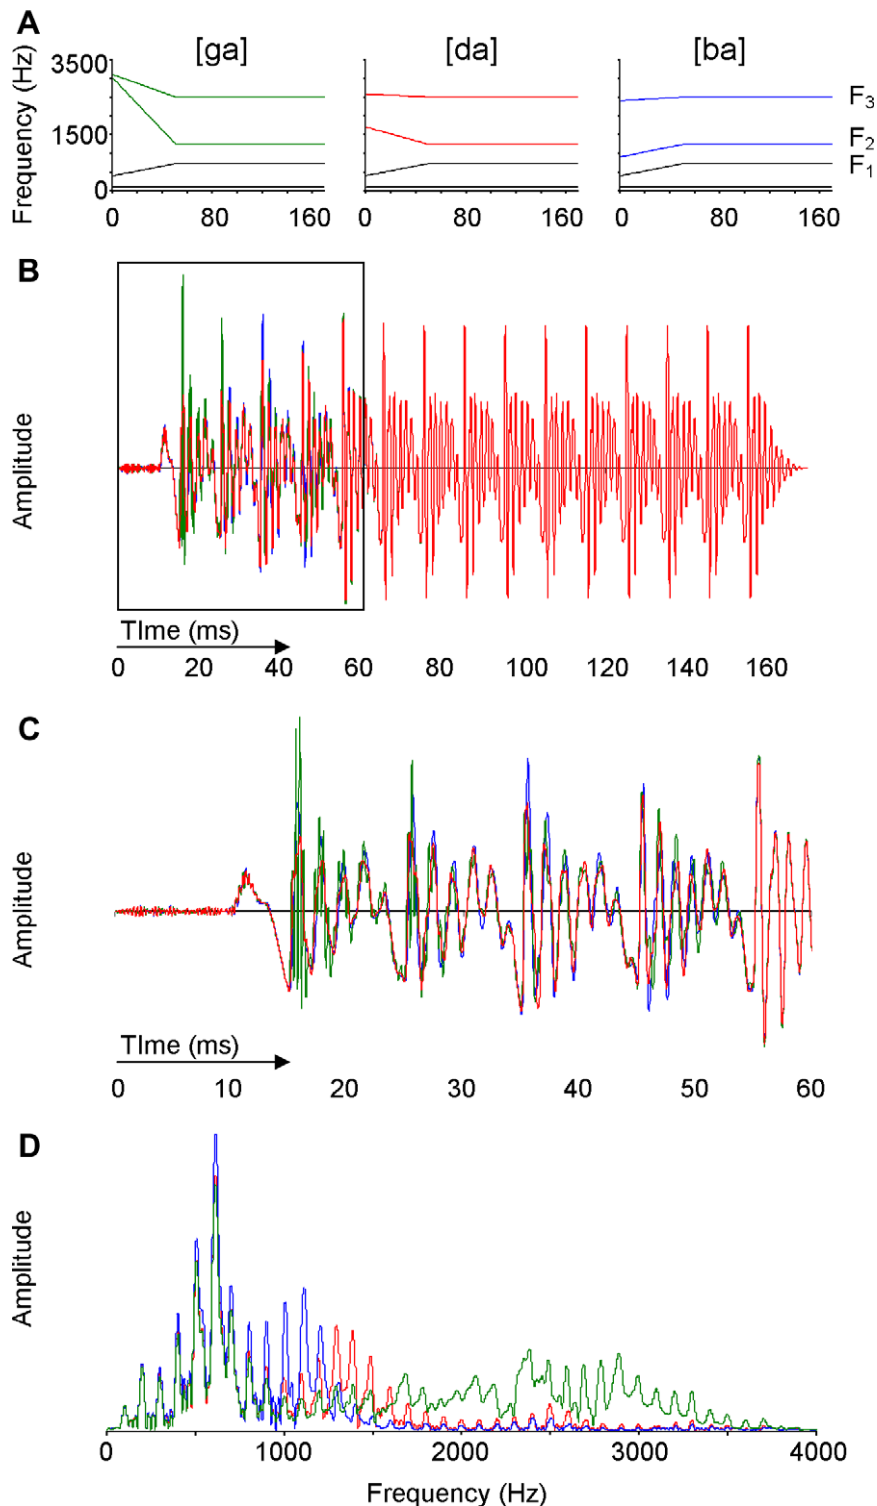 A
[ga] [da] [ba]
Frequency (Hz)
3500
1500
0
F3
F2
F1
0 80 160 0 80 160 0 80 160
B
Amplitude
TIme (ms)
0 20 40 60 80 100 120 140 160
C
Amplitude
TIme (ms)
0 10 20 30 40 50 60
D
Amplitude
0 1000 2000 3000 4000
Frequency (Hz)